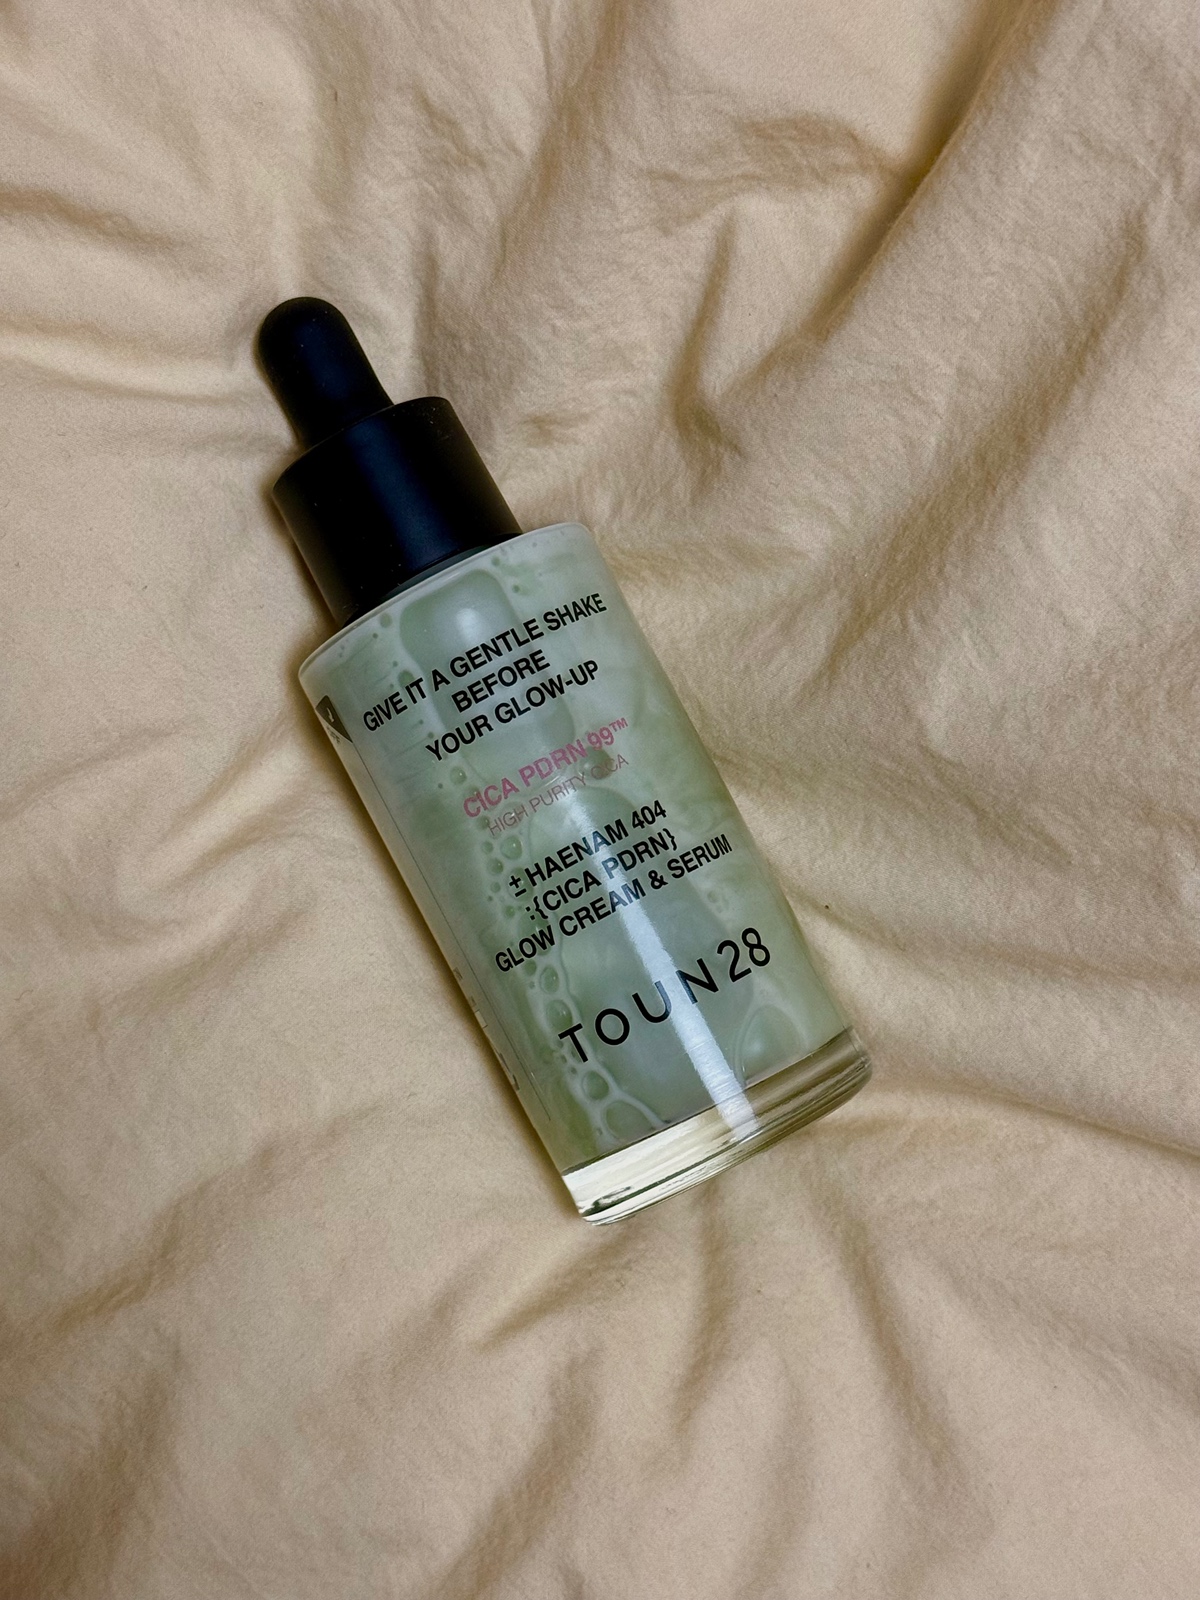 GIVE IT A GENTLE SHAKE
BEFORE
YOUR GLOW-UP
CICA PDRN 99™
HIGH PURITY CICA
±HAENAM 404
:{CICA PDRN}
GLOW CREAM & SERUM
TOUN28